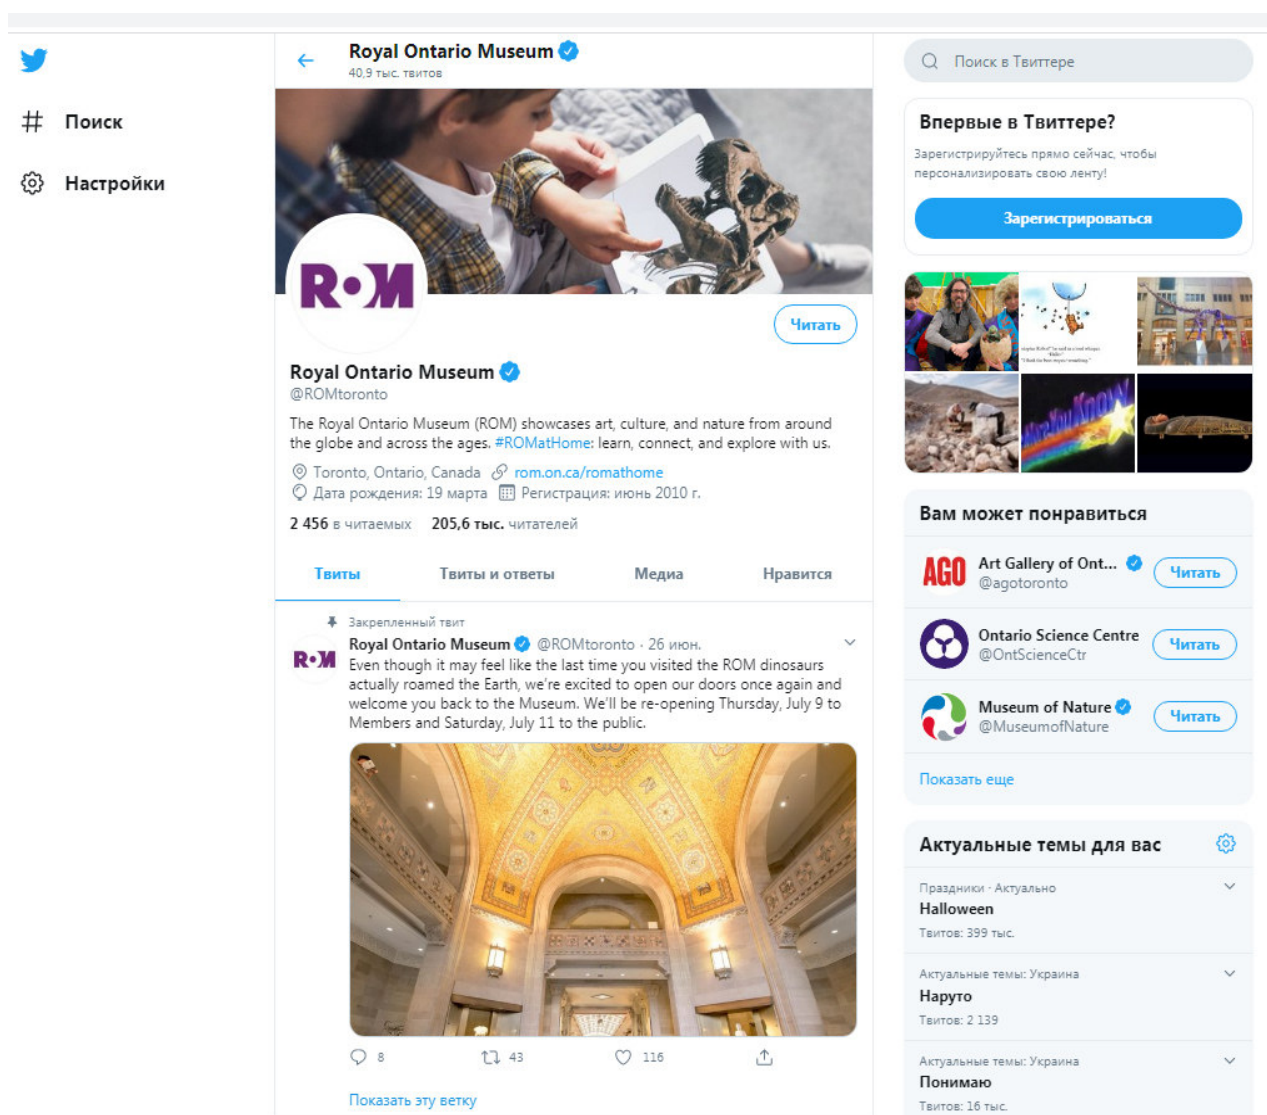 Royal Ontario Museum
40,9 тыс. твитов
Поиск
Настройки
ROM
Читать
Royal Ontario Museum
@ROMtoronto
The Royal Ontario Museum (ROM) showcases art, culture, and nature from around
the globe and across the ages. #ROMatHome: learn, connect, and explore with us.
Toronto, Ontario, Canada rom.on.ca/romathome
Дата рождения: 19 марта Регистрация: июнь 2010 г.
2 456 в читаемых 205,6 тыс. читателей
Твиты Твиты и ответы Медиа Нравится
Закрепленный твит
ROM
Royal Ontario Museum @ROMtoronto · 26 июн.
Even though it may feel like the last time you visited the ROM dinosaurs
actually roamed the Earth, we're excited to open our doors once again and
welcome you back to the Museum. We'll be re-opening Thursday, July 9 to
Members and Saturday, July 11 to the public.
8 43 116
Показать эту ветку
Поиск в Твиттере
Впервые в Твиттере?
Зарегистрируйтесь прямо сейчас, чтобы
персонализировать свою ленту!
Зарегистрироваться
Know
Вам может понравиться
AGO
Art Gallery of Ont...
@agotoronto
Читать
Ontario Science Centre
@OntScienceCtr
Читать
Museum of Nature
@MuseumofNature
Читать
Показать еще
Актуальные темы для вас
Праздники · Актуально
Halloween
Твитов: 399 тыс.
Актуальные темы: Украина
Наруто
Твитов: 2 139
Актуальные темы: Украина
Понимаю
Твитов: 16 тыс.